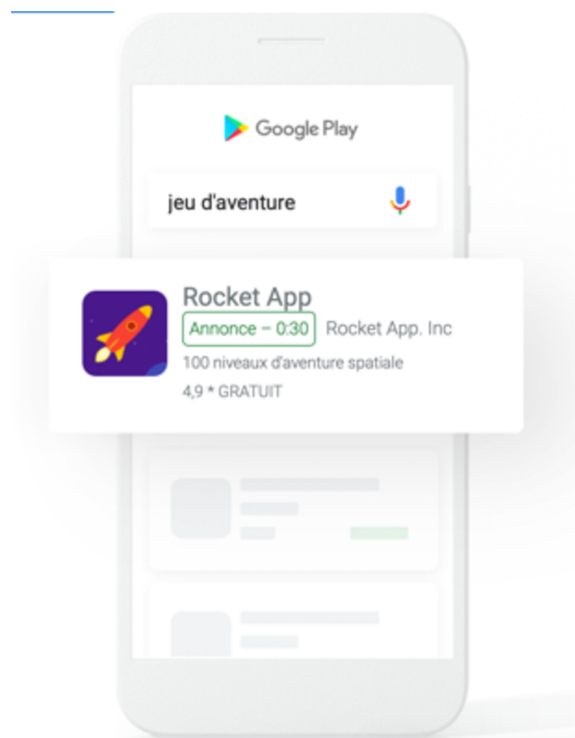 Google Play
jeu d'aventure
Rocket App
Annonce – 0:30 Rocket App. Inc
100 niveaux d'aventure spatiale
4,9 * GRATUIT